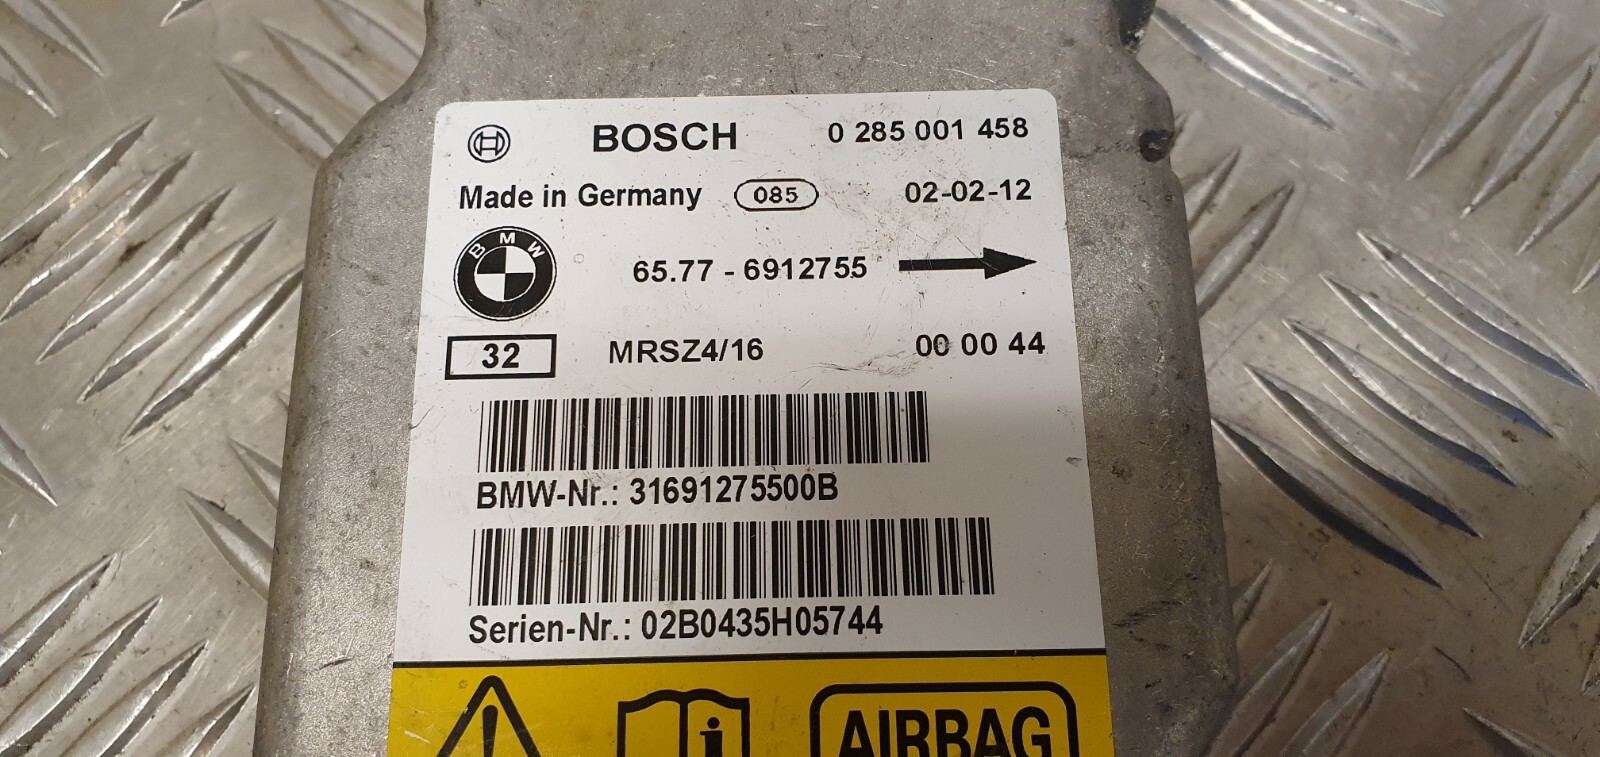 BOSCH 0 285 001 458
Made in Germany 085 02-02-12
BMW 65.77 - 6912755
32 MRSZ4/16 00 00 44
BMW-Nr.: 31691275500B
Serien-Nr.: 02B0435H05744
i AIRBAG